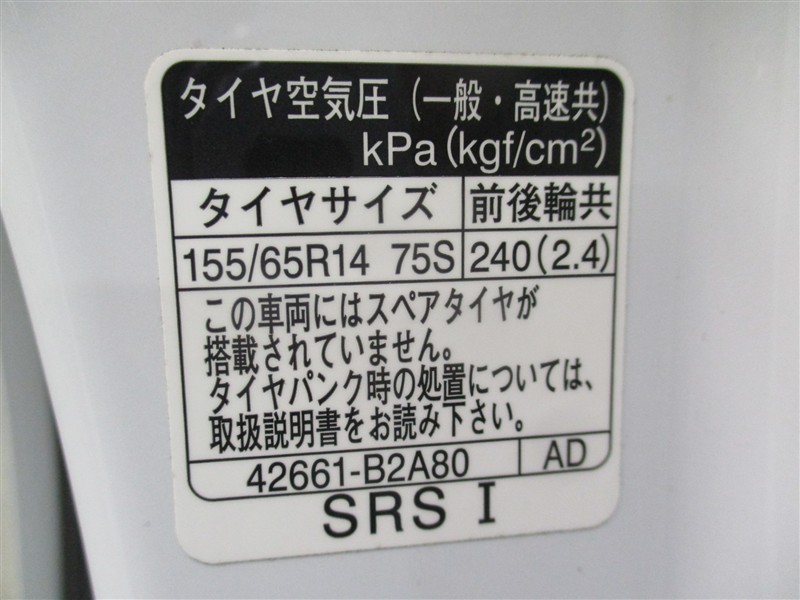 タイヤ空気圧 (一般・高速共)
kPa(kgf/cm²)
タイヤサイズ 前後輪共
155/65R14 75S 240(2.4)
この車両にはスペアタイヤが
搭載されていません。
タイヤパンク時の処置については、
取扱説明書をお読み下さい。
42661-B2A80 AD
SRS I